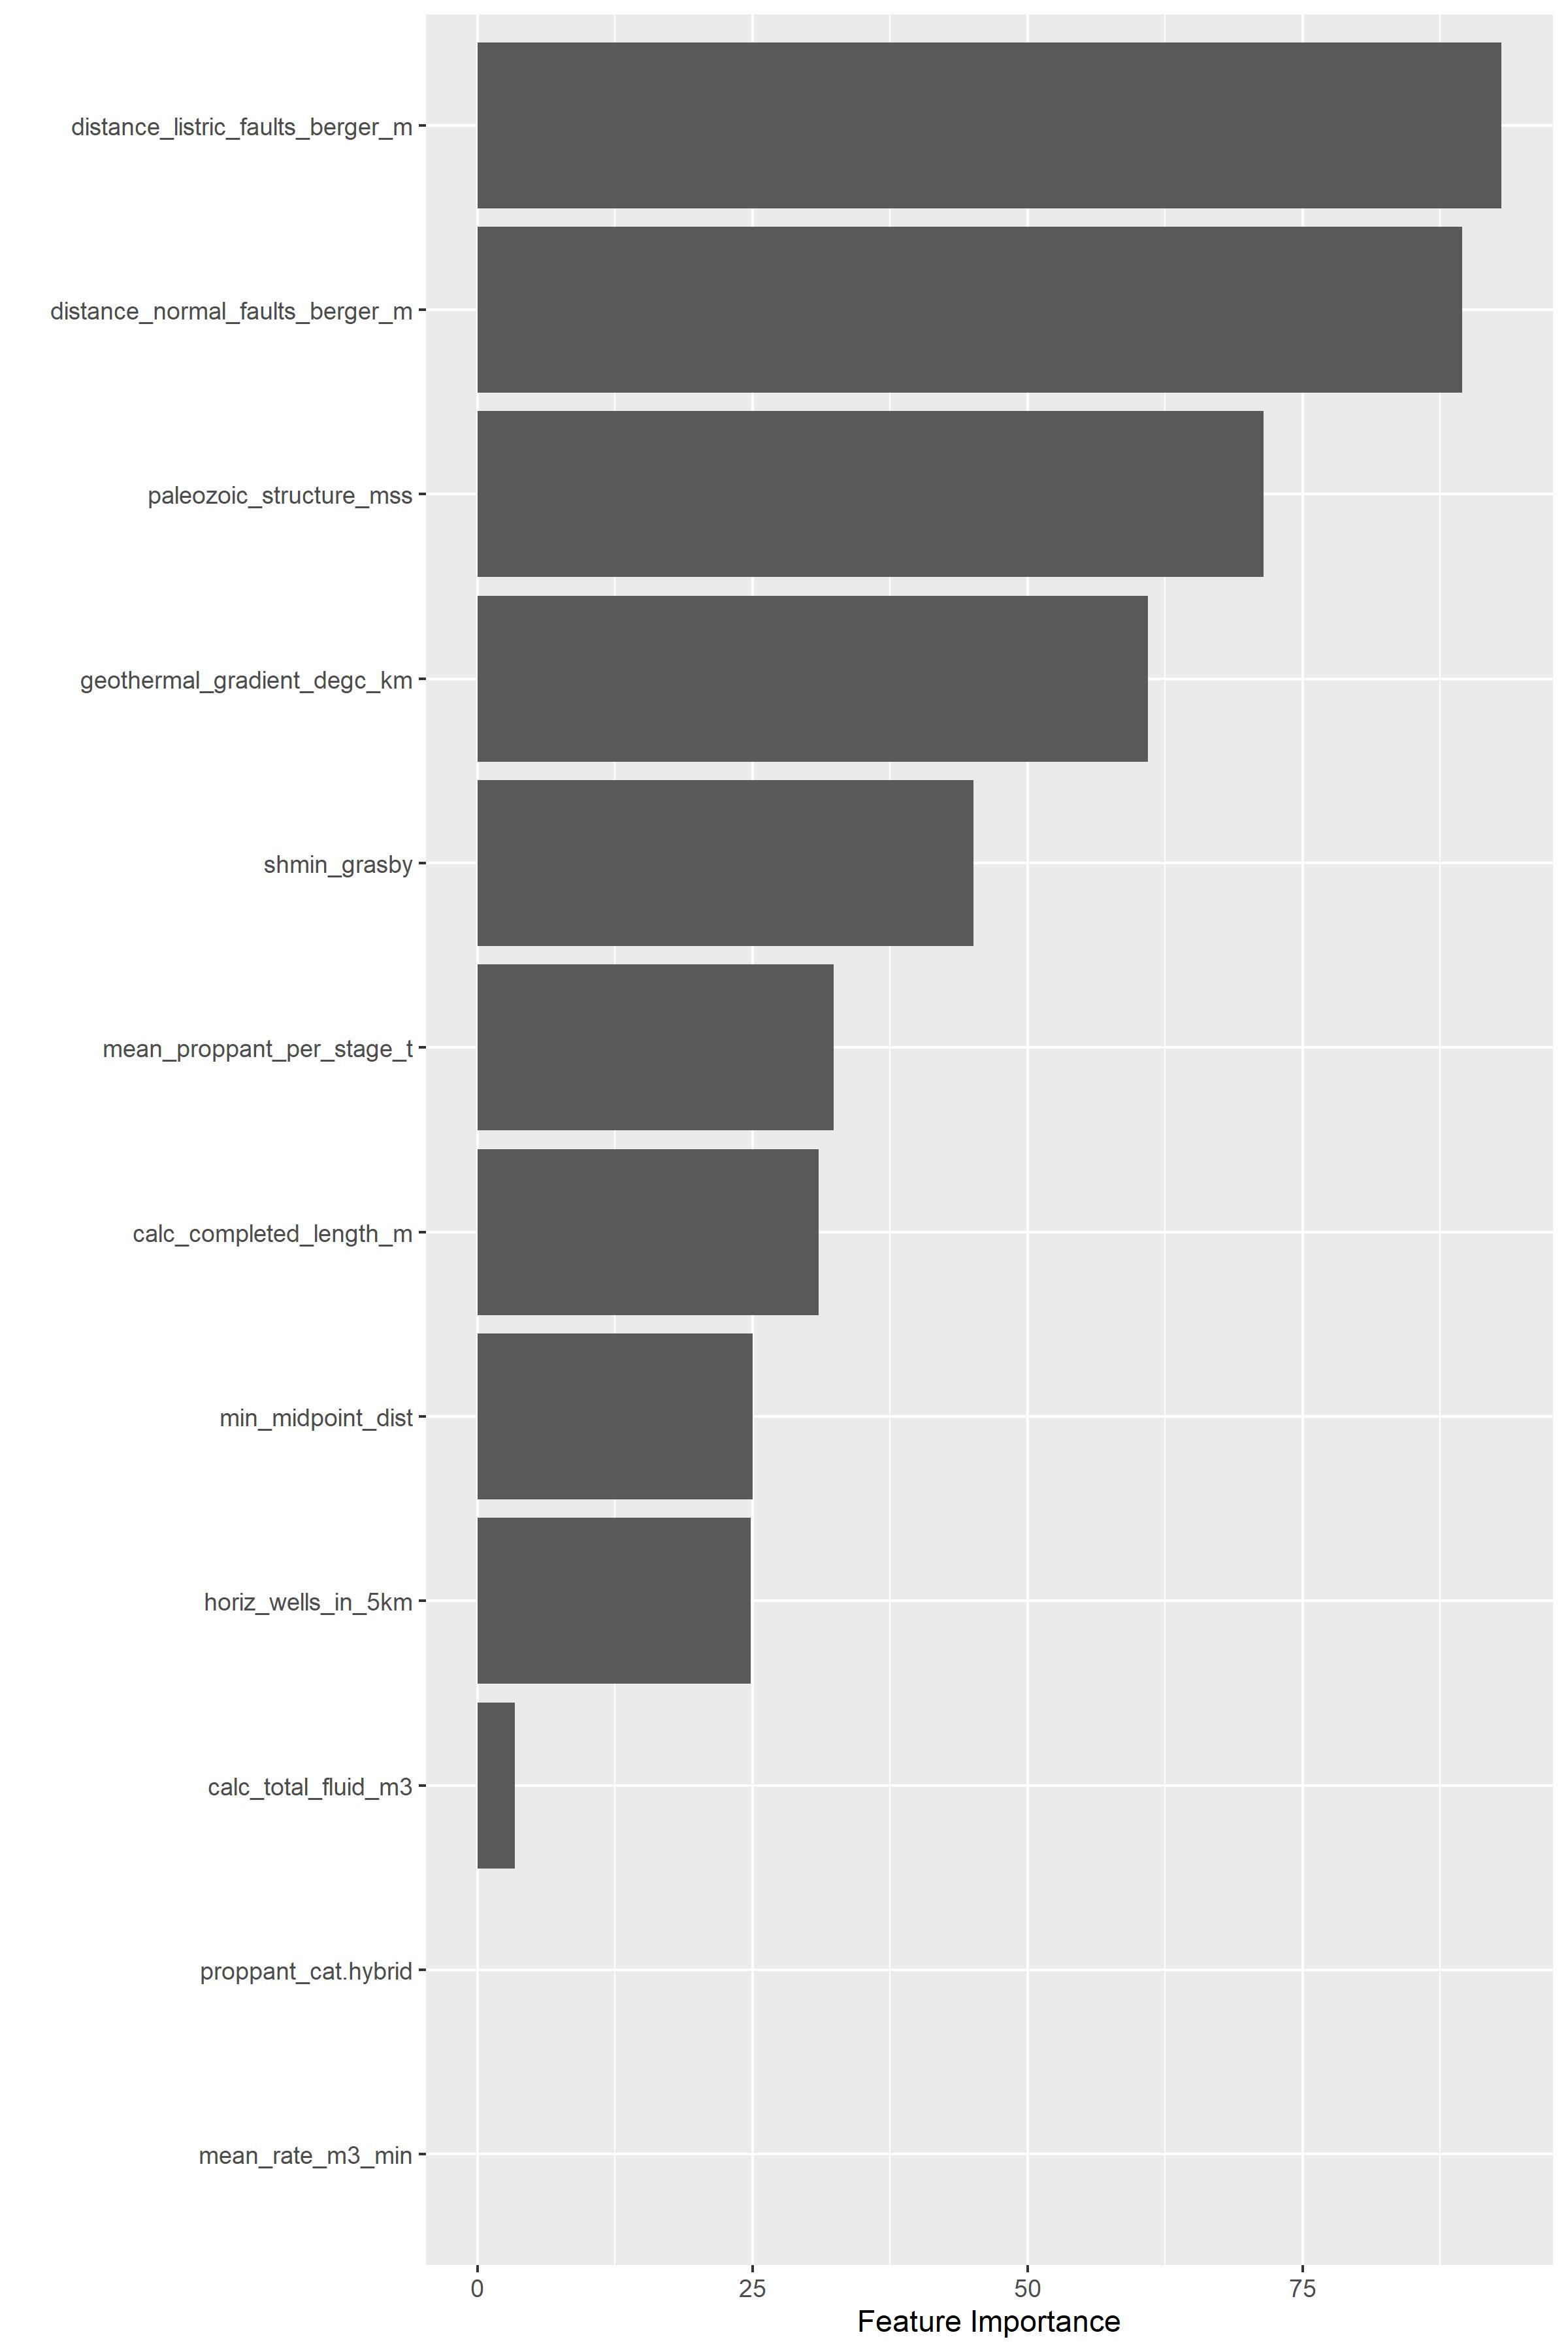 distance_listric_faults_berger_m
distance_normal_faults_berger_m
paleozoic_structure_mss
geothermal_gradient_degc_km
shmin_grasby
mean_proppant_per_stage_t
calc_completed_length_m
min_midpoint_dist
horiz_wells_in_5km
calc_total_fluid_m3
proppant_cat.hybrid
mean_rate_m3_min
0 25 50 75
Feature Importance